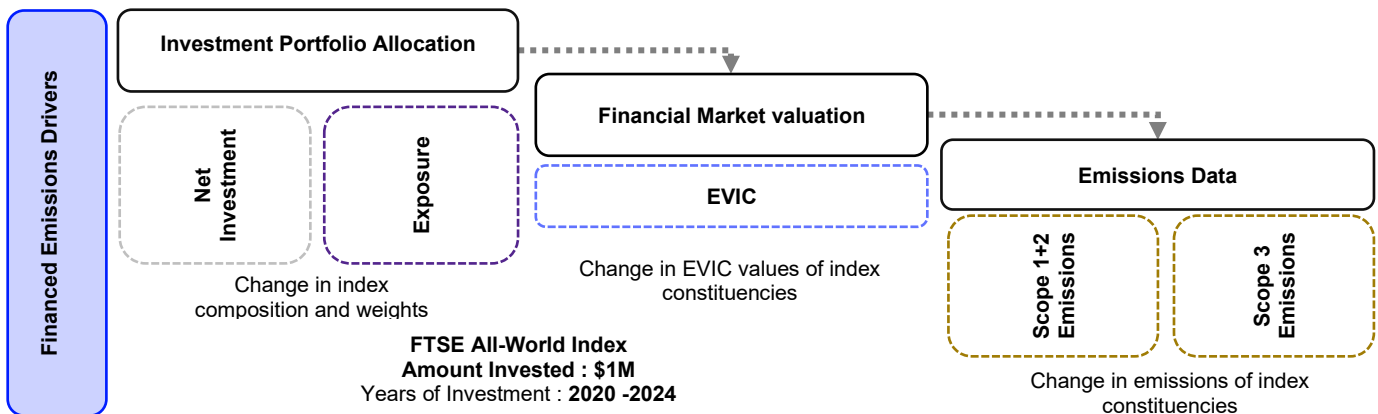 Financed Emissions Drivers
Investment Portfolio Allocation
Net
Investment
Exposure
Change in index
composition and weights
Financial Market valuation
EVIC
Change in EVIC values of index
constituencies
Emissions Data
Scope 1+2
Emissions
Scope 3
Emissions
Change in emissions of index
constituencies
FTSE All-World Index
Amount Invested : $1M
Years of Investment : 2020 -2024